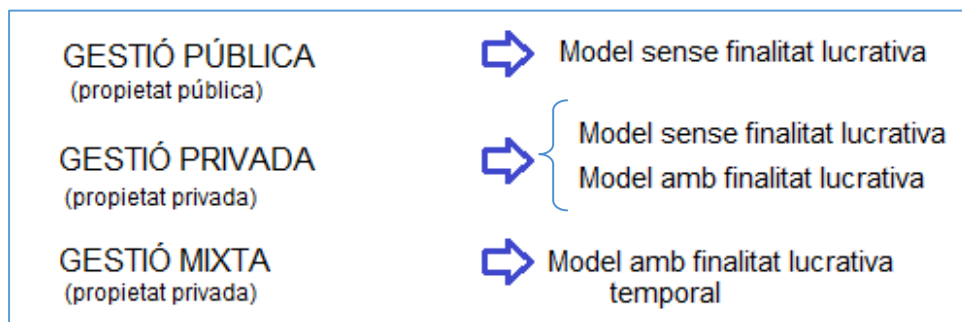 GESTIÓ PÚBLICA
(propietat pública)
Model sense finalitat lucrativa
GESTIÓ PRIVADA
(propietat privada)
Model sense finalitat lucrativa
Model amb finalitat lucrativa
GESTIÓ MIXTA
(propietat privada)
Model amb finalitat lucrativa
temporal